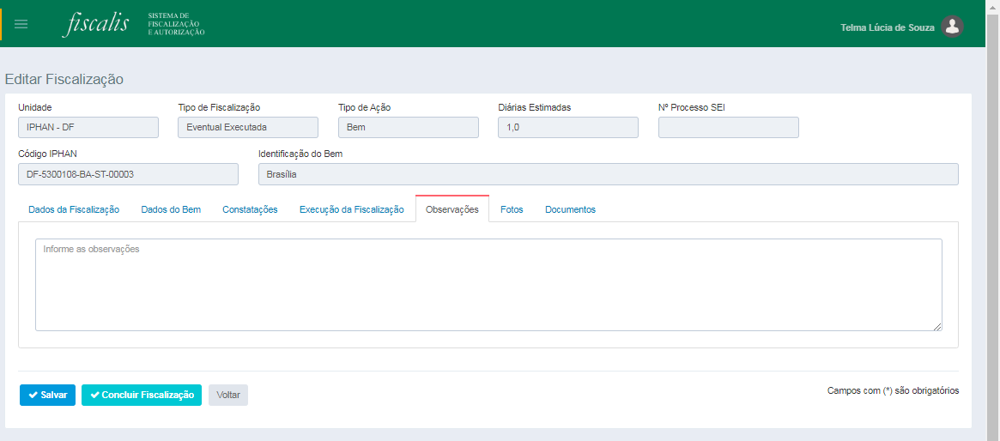 fiscalis
SISTEMA DE
FISCALIZAÇÃO
E AUTORIZAÇÃO
Telma Lúcia de Souza
Editar Fiscalização
Unidade Tipo de Fiscalização Tipo de Ação Diárias Estimadas Nº Processo SEI
IPHAN - DF Eventual Executada Bem 1,0
Código IPHAN Identificação do Bem
DF-5300108-BA-ST-00003 Brasília
Dados da Fiscalização Dados do Bem Constatações Execução da Fiscalização Observações Fotos Documentos
Informe as observações
Salvar Concluir Fiscalização Voltar Campos com (*) são obrigatórios